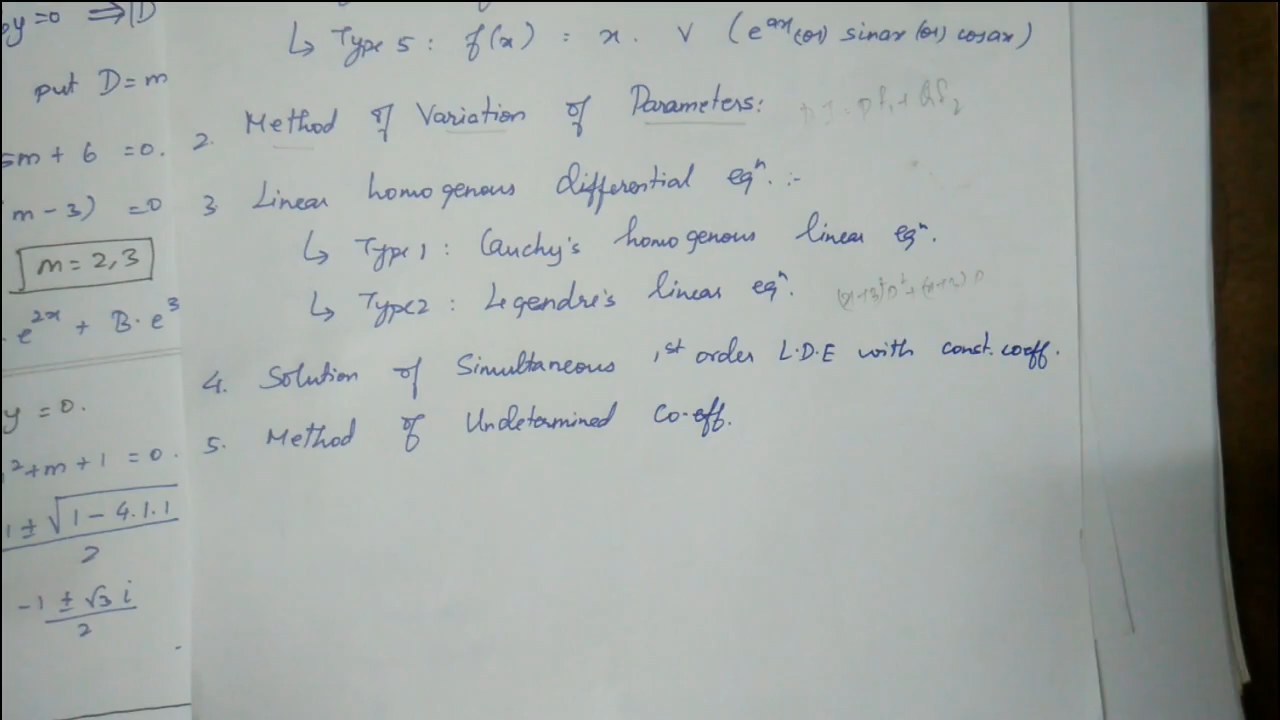 y=0 ⇒ [D
put D=m
5m + 6 =0.
m-3) =0
m = 2,3
e^2x + B. e^3
y =0.
²+m+1 =0.
1 ± √1-4.1.1
2
-1 ± √3 i
2
↳ Type 5 : f(x) = x. V (e^ax (or) sinax (or) cosax)
2. Method of Variation of Parameters:
3 Linear homogenous differential eqn. :-
↳ Type 1 : Cauchy's homogenous linear eqn.
↳ Type 2 : Legendre's linear eqn.
4. Solution of Simultaneous 1st order L.D.E with const. coeff.
5. Method of Undetermined Co-eff.